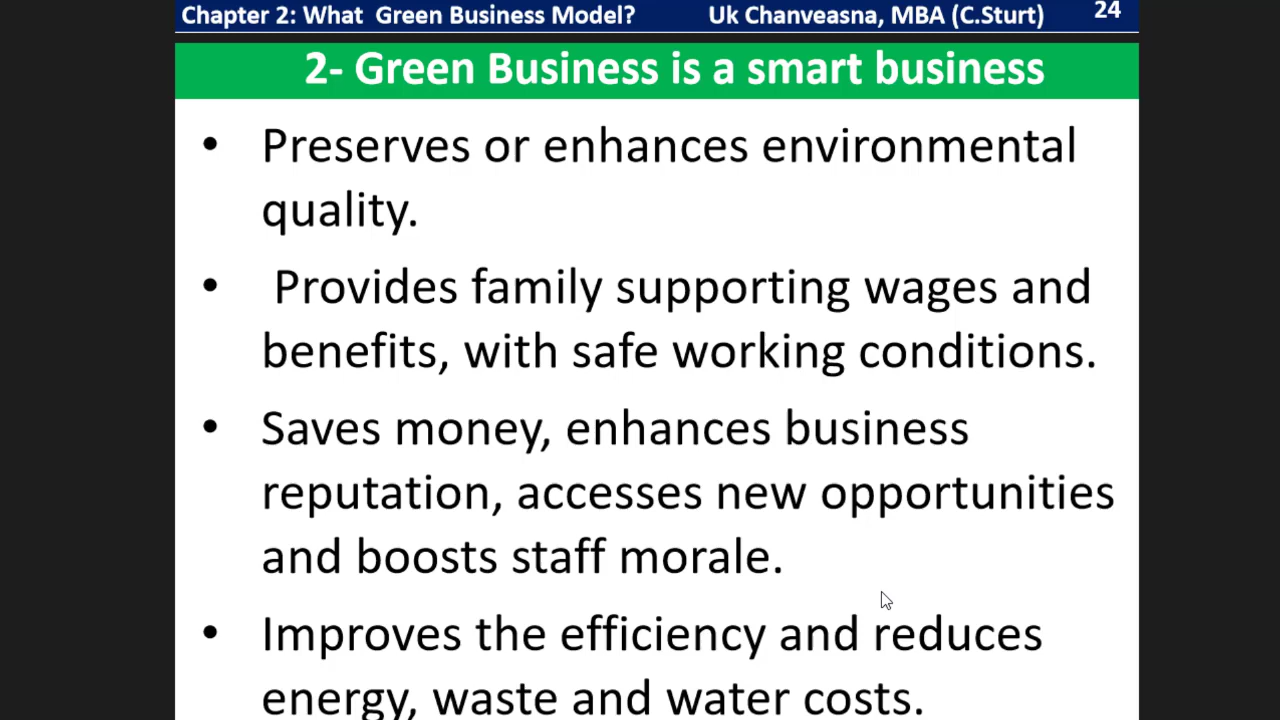 Chapter 2: What  Green Business Model? Uk Chanveasna, MBA (C.Sturt) 24
2- Green Business is a smart business
• Preserves or enhances environmental
quality.
• Provides family supporting wages and
benefits, with safe working conditions.
• Saves money, enhances business
reputation, accesses new opportunities
and boosts staff morale.
• Improves the efficiency and reduces
energy, waste and water costs.